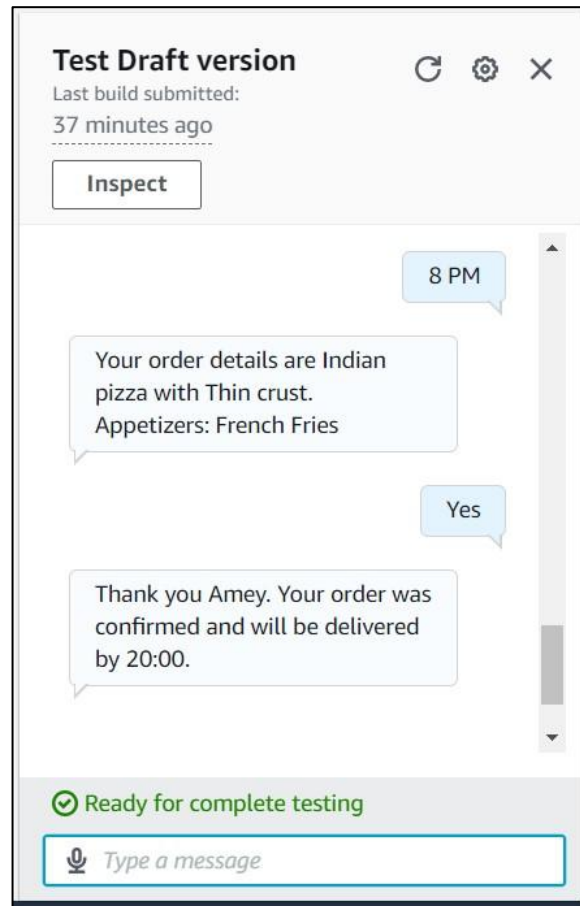 Test Draft version
Last build submitted:
37 minutes ago
Inspect
8 PM
Your order details are Indian
pizza with Thin crust.
Appetizers: French Fries
Yes
Thank you Amey. Your order was
confirmed and will be delivered
by 20:00.
Ready for complete testing
Type a message